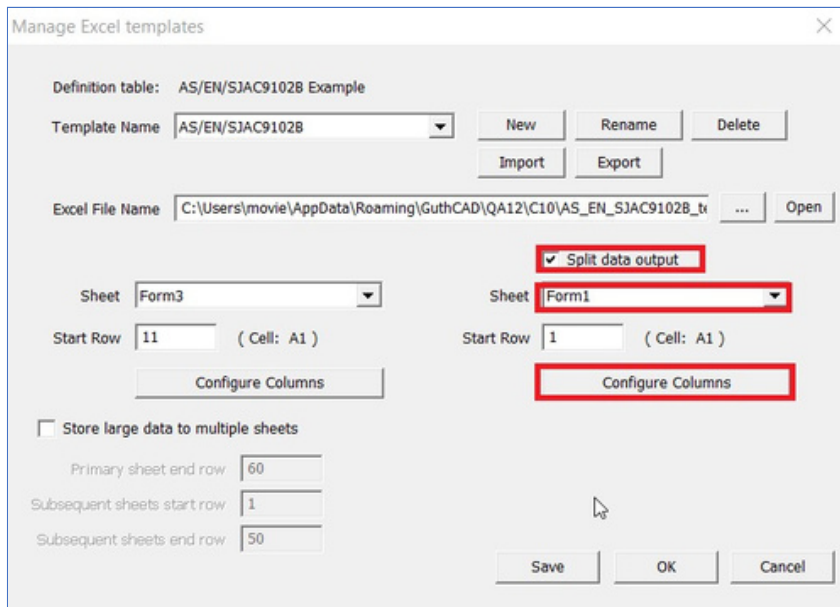 Manage Excel templates
Definition table: AS/EN/SJAC9102B Example
Template Name AS/EN/SJAC9102B New Rename Delete
Import Export
Excel File Name C:\Users\movie\AppData\Roaming\GuthCAD\QA12\C10\AS_EN_SJAC9102B_te ... Open
Split data output
Sheet Form3 Sheet Form1
Start Row 11 ( Cell: A1 ) Start Row 1 ( Cell: A1 )
Configure Columns Configure Columns
Store large data to multiple sheets
Primary sheet end row 60
Subsequent sheets start row 1
Subsequent sheets end row 50
Save OK Cancel